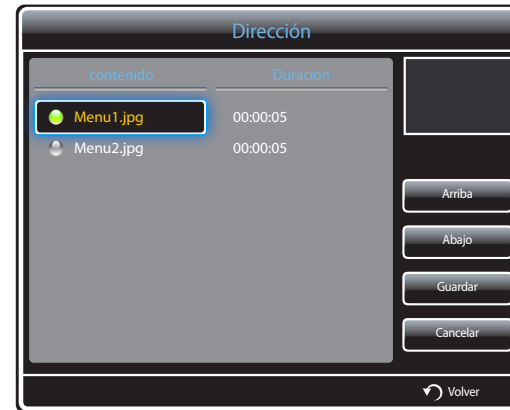 Dirección
contenido Duración
Menu1.jpg 00:00:05
Menu2.jpg 00:00:05
Arriba
Abajo
Guardar
Cancelar
Volver